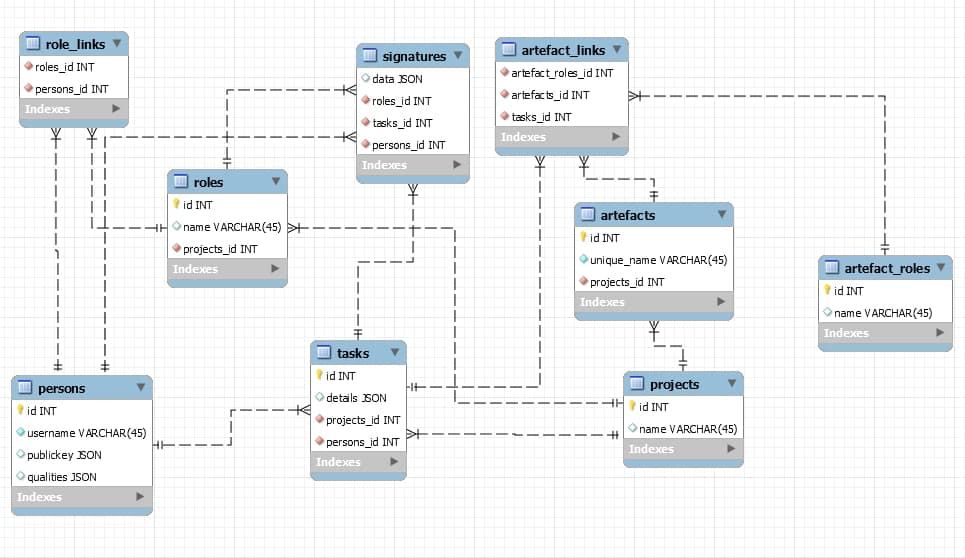 role_links
roles_id INT
persons_id INT
Indexes
signatures
data JSON
roles_id INT
tasks_id INT
persons_id INT
Indexes
artefact_links
artefact_roles_id INT
artefacts_id INT
tasks_id INT
Indexes
roles
id INT
name VARCHAR(45)
projects_id INT
Indexes
artefacts
id INT
unique_name VARCHAR(45)
projects_id INT
Indexes
artefact_roles
id INT
name VARCHAR(45)
Indexes
persons
id INT
username VARCHAR(45)
publickey JSON
qualities JSON
Indexes
tasks
id INT
details JSON
projects_id INT
persons_id INT
Indexes
projects
id INT
name VARCHAR(45)
Indexes